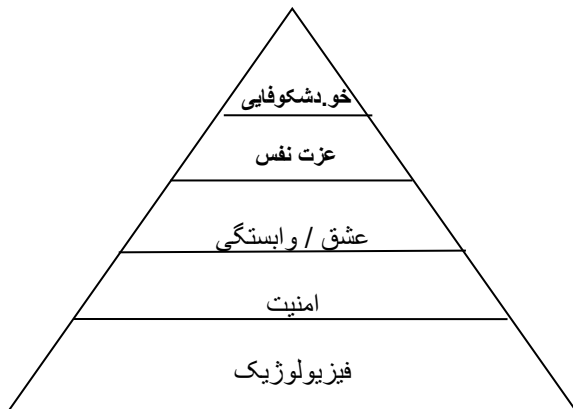 خو.دشکوفایی
عزت نفس
عشق / وابستگی
امنیت
فیزیولوژیک